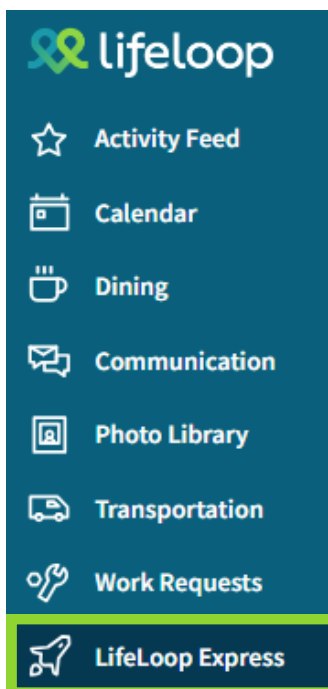 lifeloop
Activity Feed
Calendar
Dining
Communication
Photo Library
Transportation
Work Requests
LifeLoop Express